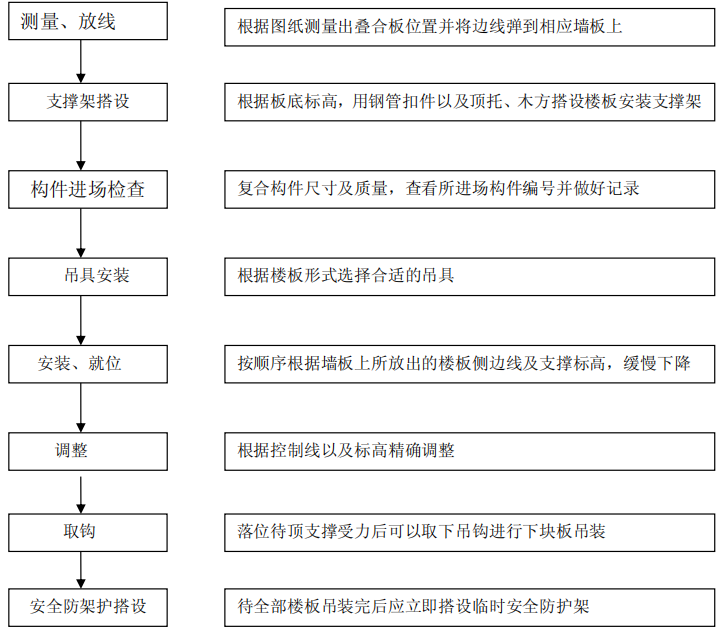 测量、放线
根据图纸测量出叠合板位置并将边线弹到相应墙板上
支撑架搭设
根据板底标高，用钢管扣件以及顶托、木方搭设楼板安装支撑架
构件进场检查
复合构件尺寸及质量，查看所进场构件编号并做好记录
吊具安装
根据楼板形式选择合适的吊具
安装、就位
按顺序根据墙板上所放出的楼板侧边线及支撑标高，缓慢下降
调整
根据控制线以及标高精确调整
取钩
落位待顶支撑受力后可以取下吊钩进行下块板吊装
安全防架护搭设
待全部楼板吊装完后应立即搭设临时安全防护架